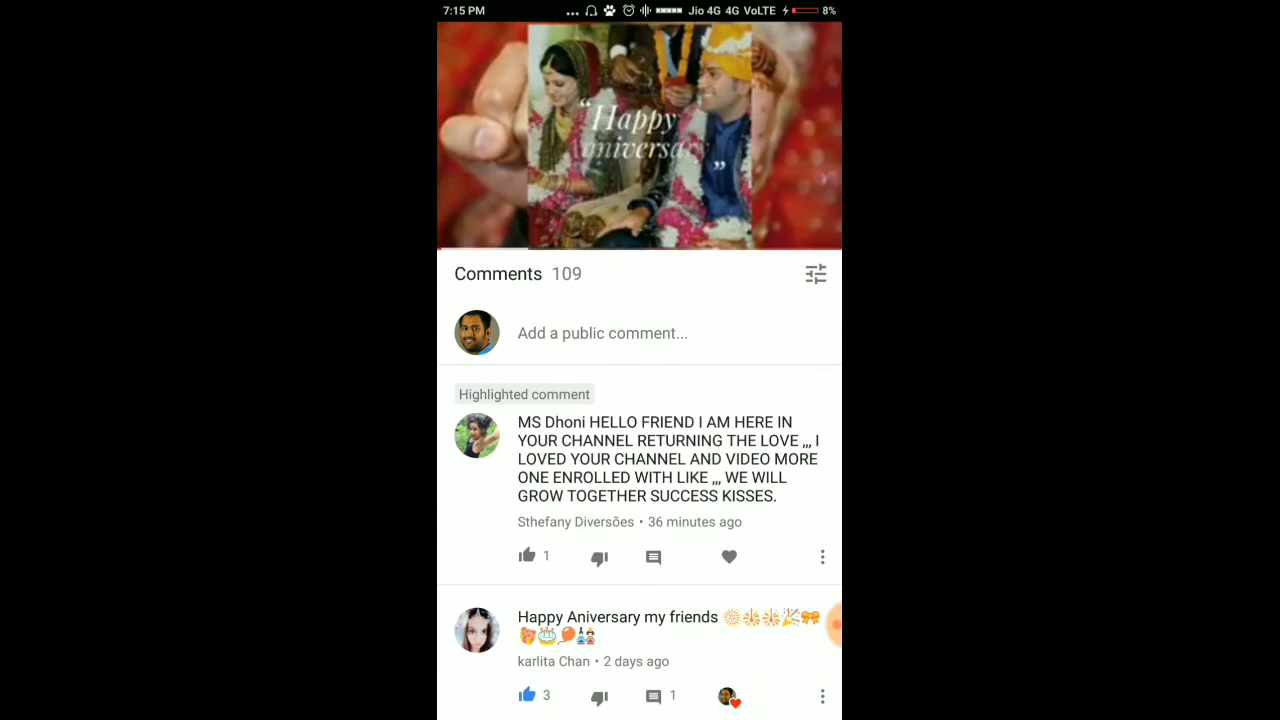 7:15 PM ... Jio 4G 4G VoLTE 8%
“Happy
Anniversary”
Comments 109
Add a public comment...
Highlighted comment
MS Dhoni HELLO FRIEND I AM HERE IN
YOUR CHANNEL RETURNING THE LOVE ,,, I
LOVED YOUR CHANNEL AND VIDEO MORE
ONE ENROLLED WITH LIKE ,,, WE WILL
GROW TOGETHER SUCCESS KISSES.
Sthefany Diversões • 36 minutes ago
1
Happy Aniversary my friends
karlita Chan • 2 days ago
3 1